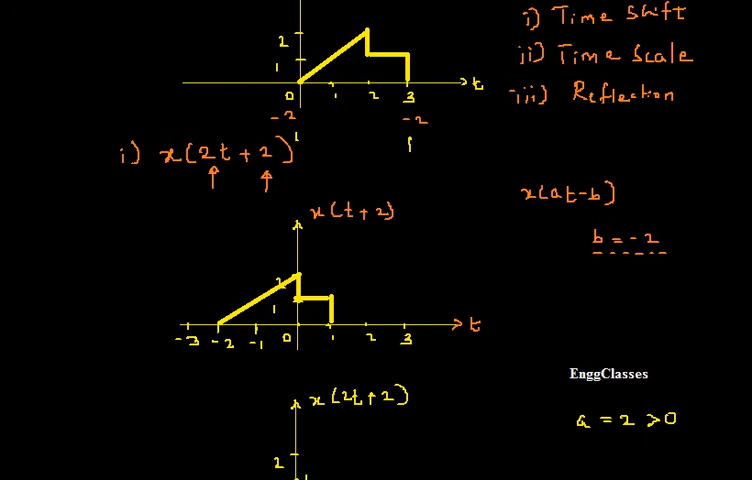 i) Time Shift
2
ii) Time Scale
1
t
0 1 2 3
iii) Reflection
-2 -2
i) x(2t + 2)
x(at-b)
x(t+2)
b = -2
2
1
t
-3 -2 -1 0 1 2 3
EnggClasses
x(2t+2)
a = 2 >0
2